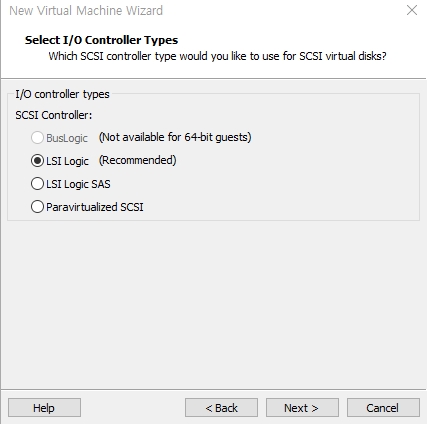 New Virtual Machine Wizard
Select I/O Controller Types
Which SCSI controller type would you like to use for SCSI virtual disks?
I/O controller types
SCSI Controller:
BusLogic (Not available for 64-bit guests)
LSI Logic (Recommended)
LSI Logic SAS
Paravirtualized SCSI
Help < Back Next > Cancel